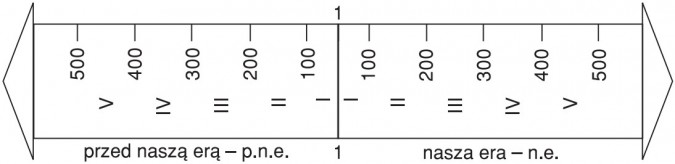 1
500 400 300 200 100 100 200 300 400 500
V IV III II I I II III IV V
przed naszą erą – p.n.e. 1 nasza era – n.e.